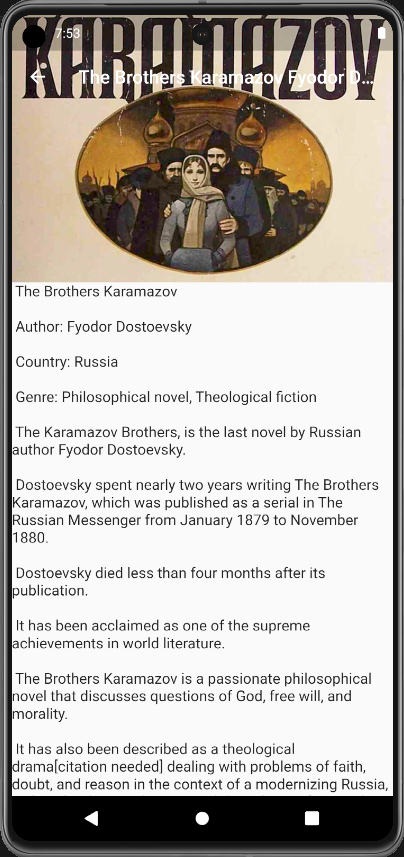 KARAMAZOV
7:53
The Brothers Karamazov Fyodor D...
The Brothers Karamazov
Author: Fyodor Dostoevsky
Country: Russia
Genre: Philosophical novel, Theological fiction
The Karamazov Brothers, is the last novel by Russian
author Fyodor Dostoevsky.
Dostoevsky spent nearly two years writing The Brothers
Karamazov, which was published as a serial in The
Russian Messenger from January 1879 to November
1880.
Dostoevsky died less than four months after its
publication.
It has been acclaimed as one of the supreme
achievements in world literature.
The Brothers Karamazov is a passionate philosophical
novel that discusses questions of God, free will, and
morality.
It has also been described as a theological
drama[citation needed] dealing with problems of faith,
doubt, and reason in the context of a modernizing Russia,